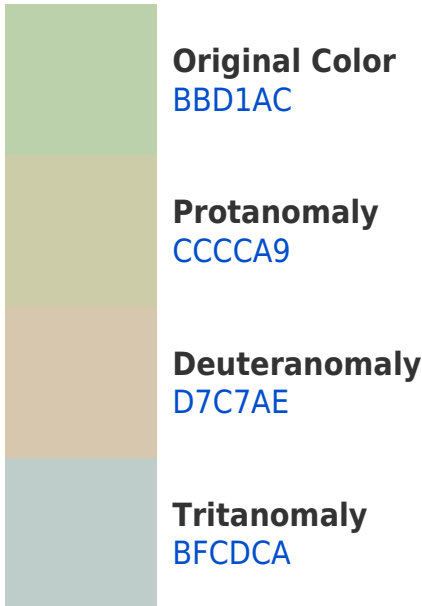 Original Color
BBD1AC
Protanomaly
CCCCA9
Deuteranomaly
D7C7AE
Tritanomaly
BFCDCA